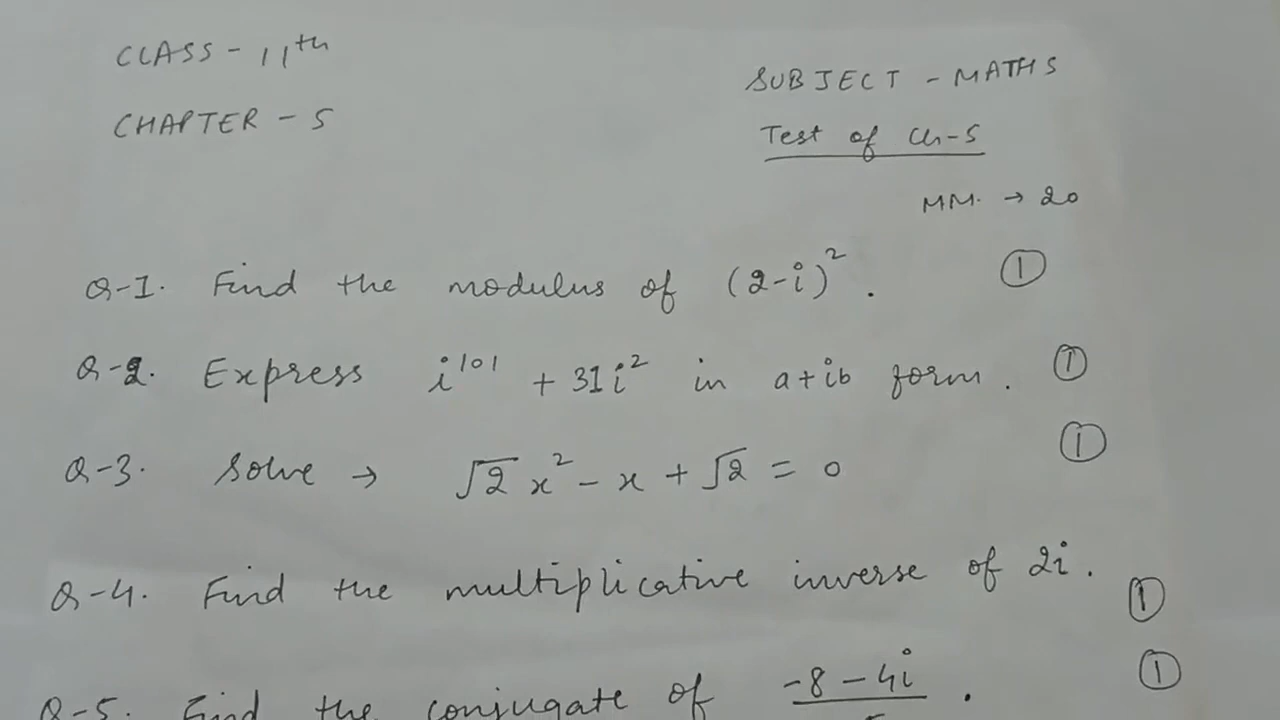 CLASS - 11th
CHAPTER - 5
SUBJECT - MATHS
Test of Ch-5
MM. → 20
Q-1. Find the modulus of (2-i)². ①
Q-2. Express i¹⁰¹ + 31i² in a+ib form. ①
Q-3. Solve → √2 x² - x + √2 = 0 ①
Q-4. Find the multiplicative inverse of 2i. ①
Q-5. Find the conjugate of -8-4i . ①